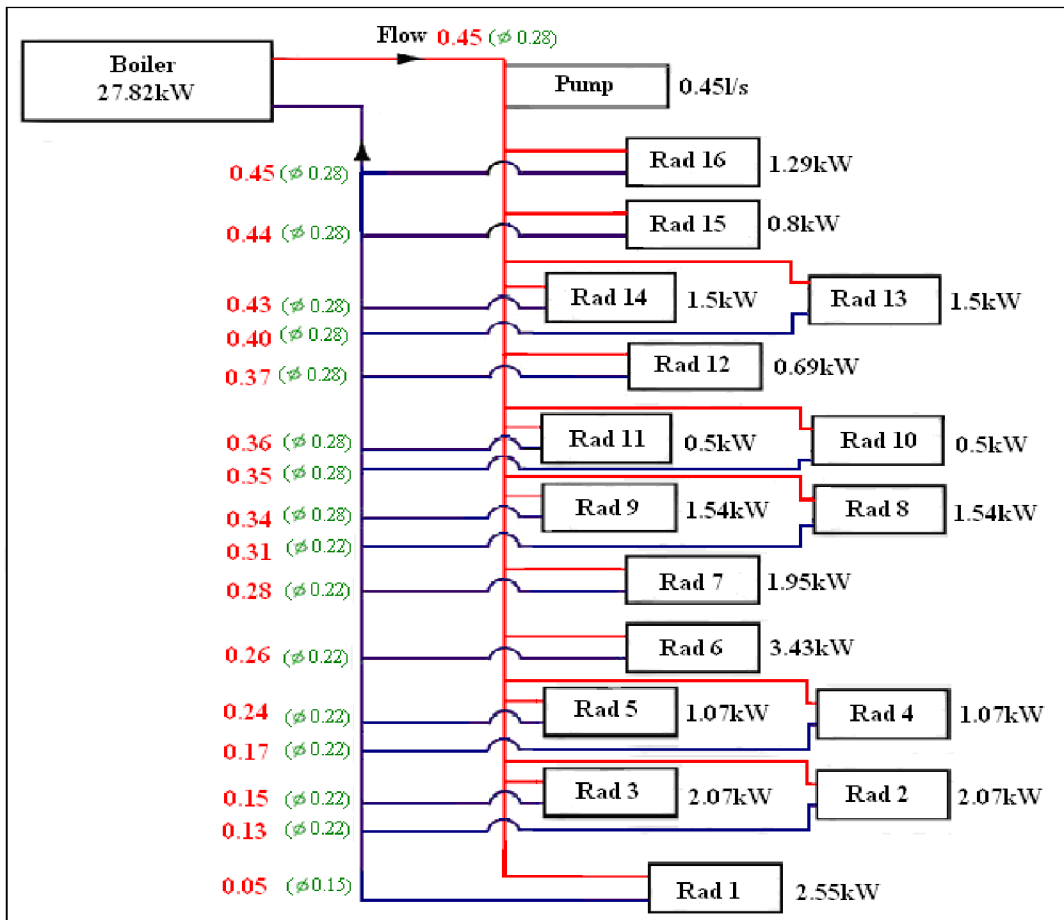 Flow 0.45 (ϕ 0.28)
Boiler
27.82kW
Pump 0.45l/s
0.45 (ϕ 0.28) Rad 16 1.29kW
0.44 (ϕ 0.28) Rad 15 0.8kW
0.43 (ϕ 0.28) Rad 14 1.5kW Rad 13 1.5kW
0.40 (ϕ 0.28)
0.37 (ϕ 0.28) Rad 12 0.69kW
0.36 (ϕ 0.28) Rad 11 0.5kW Rad 10 0.5kW
0.35 (ϕ 0.28)
0.34 (ϕ 0.28) Rad 9 1.54kW Rad 8 1.54kW
0.31 (ϕ 0.22)
0.28 (ϕ 0.22) Rad 7 1.95kW
0.26 (ϕ 0.22) Rad 6 3.43kW
0.24 (ϕ 0.22) Rad 5 1.07kW Rad 4 1.07kW
0.17 (ϕ 0.22)
0.15 (ϕ 0.22) Rad 3 2.07kW Rad 2 2.07kW
0.13 (ϕ 0.22)
0.05 (ϕ 0.15) Rad 1 2.55kW